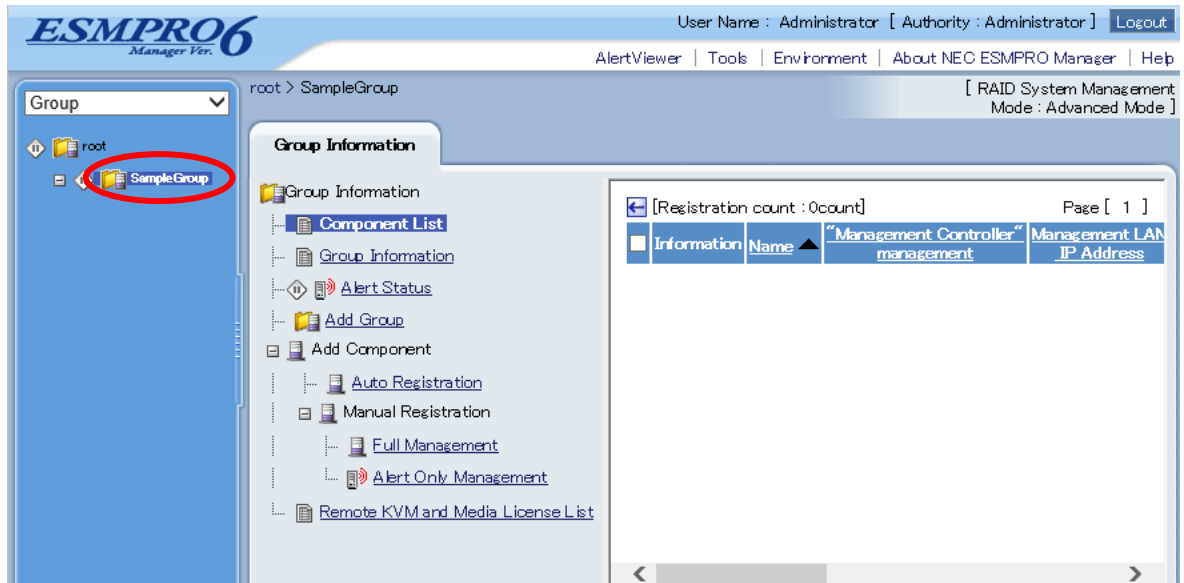 ESMPRO6
Manager Ver.
User Name : Administrator [ Authority : Administrator ] Logout
AlertViewer | Tools | Environment | About NEC ESMPRO Manager | Help
Group
root > SampleGroup
[ RAID System Management
Mode : Advanced Mode ]
root
SampleGroup
Group Information
Group Information
Component List
Group Information
Alert Status
Add Group
Add Component
Auto Registration
Manual Registration
Full Management
Alert Only Management
Remote KVM and Media License List
[Registration count : 0count] Page [ 1 ]
Information Name "Management Controller" management Management LAN IP Address